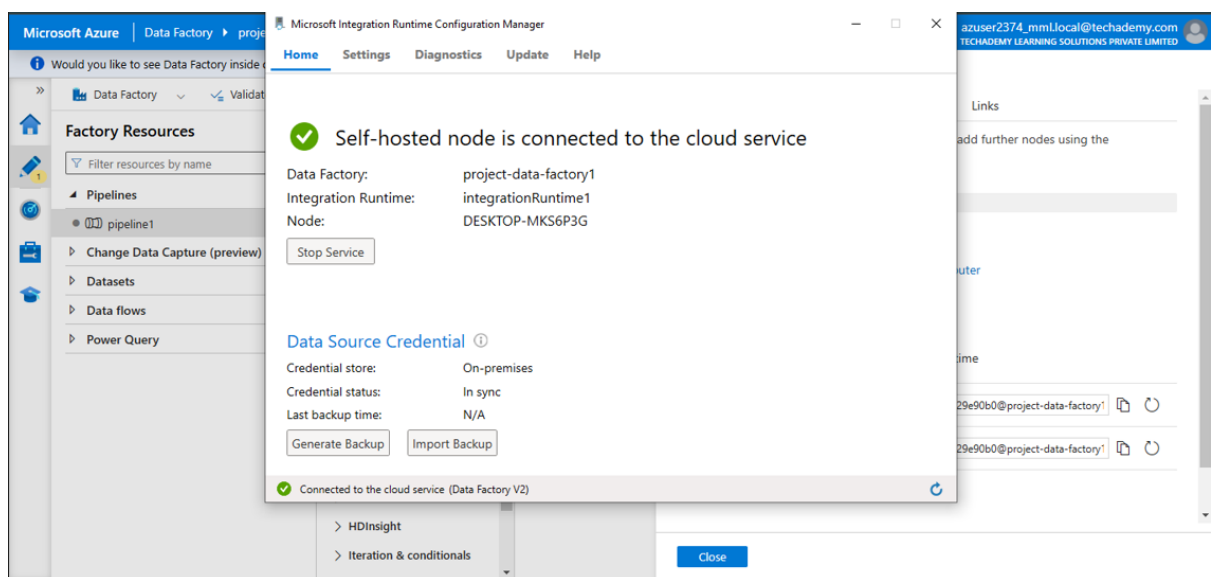 Microsoft Azure
Data Factory
Would you like to see Data Factory inside
Data Factory
Factory Resources
Filter resources by name
Pipelines
1
pipeline1
Change Data Capture (preview)
Datasets
Data flows
Power Query
Microsoft Integration Runtime Configuration Manager
Home Settings Diagnostics Update Help
Self-hosted node is connected to the cloud service
Data Factory: project-data-factory1
Integration Runtime: integrationRuntime1
Node: DESKTOP-MKS6P3G
Stop Service
Data Source Credential
Credential store: On-premises
Credential status: In sync
Last backup time: N/A
Generate Backup Import Backup
Connected to the cloud service (Data Factory V2)
HDInsight
Iteration & conditionals
azuser2374_mml.local@techademy.com
TECHADEMY LEARNING SOLUTIONS PRIVATE LIMITED
Links
add further nodes using the
29e90b0@project-data-factory1
29e90b0@project-data-factory1
Close